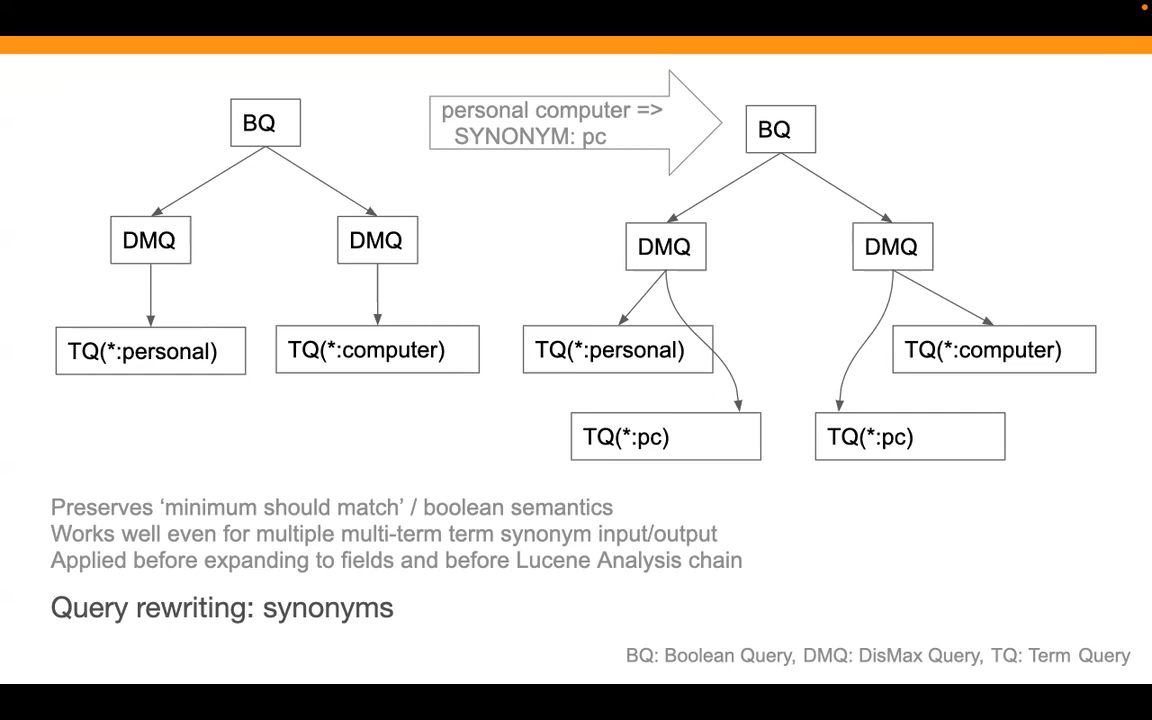 BQ
personal computer =>
SYNONYM: pc
BQ
DMQ
DMQ
DMQ
DMQ
TQ(*:personal)
TQ(*:computer)
TQ(*:personal)
TQ(*:computer)
TQ(*:pc)
TQ(*:pc)
Preserves ‘minimum should match’ / boolean semantics
Works well even for multiple multi-term term synonym input/output
Applied before expanding to fields and before Lucene Analysis chain
Query rewriting: synonyms
BQ: Boolean Query, DMQ: DisMax Query, TQ: Term Query